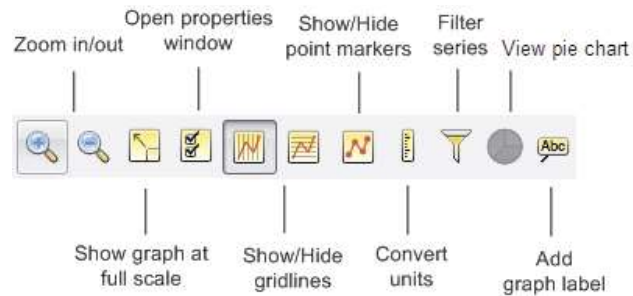 Zoom in/out
Open properties
window
Show/Hide
point markers
Filter
series
View pie chart
Abc
Show graph at
full scale
Show/Hide
gridlines
Convert
units
Add
graph label